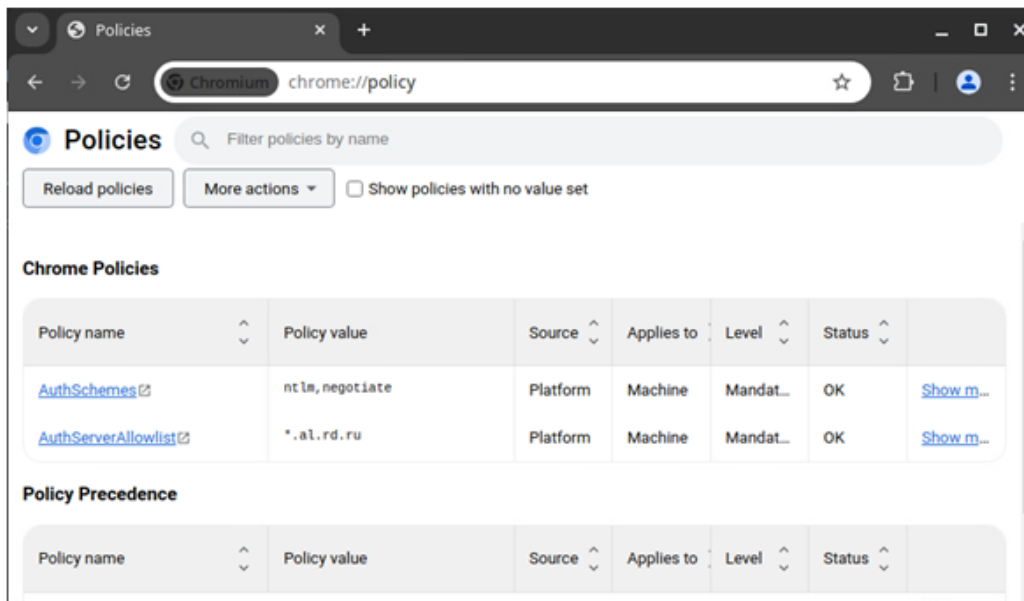 Policies
Chromium chrome://policy
Policies Filter policies by name
Reload policies More actions Show policies with no value set
Chrome Policies
Policy name Policy value Source Applies to Level Status
AuthSchemes ntlm,negotiate Platform Machine Mandat... OK Show m...
AuthServerAllowlist *.al.rd.ru Platform Machine Mandat... OK Show m...
Policy Precedence
Policy name Policy value Source Applies to Level Status